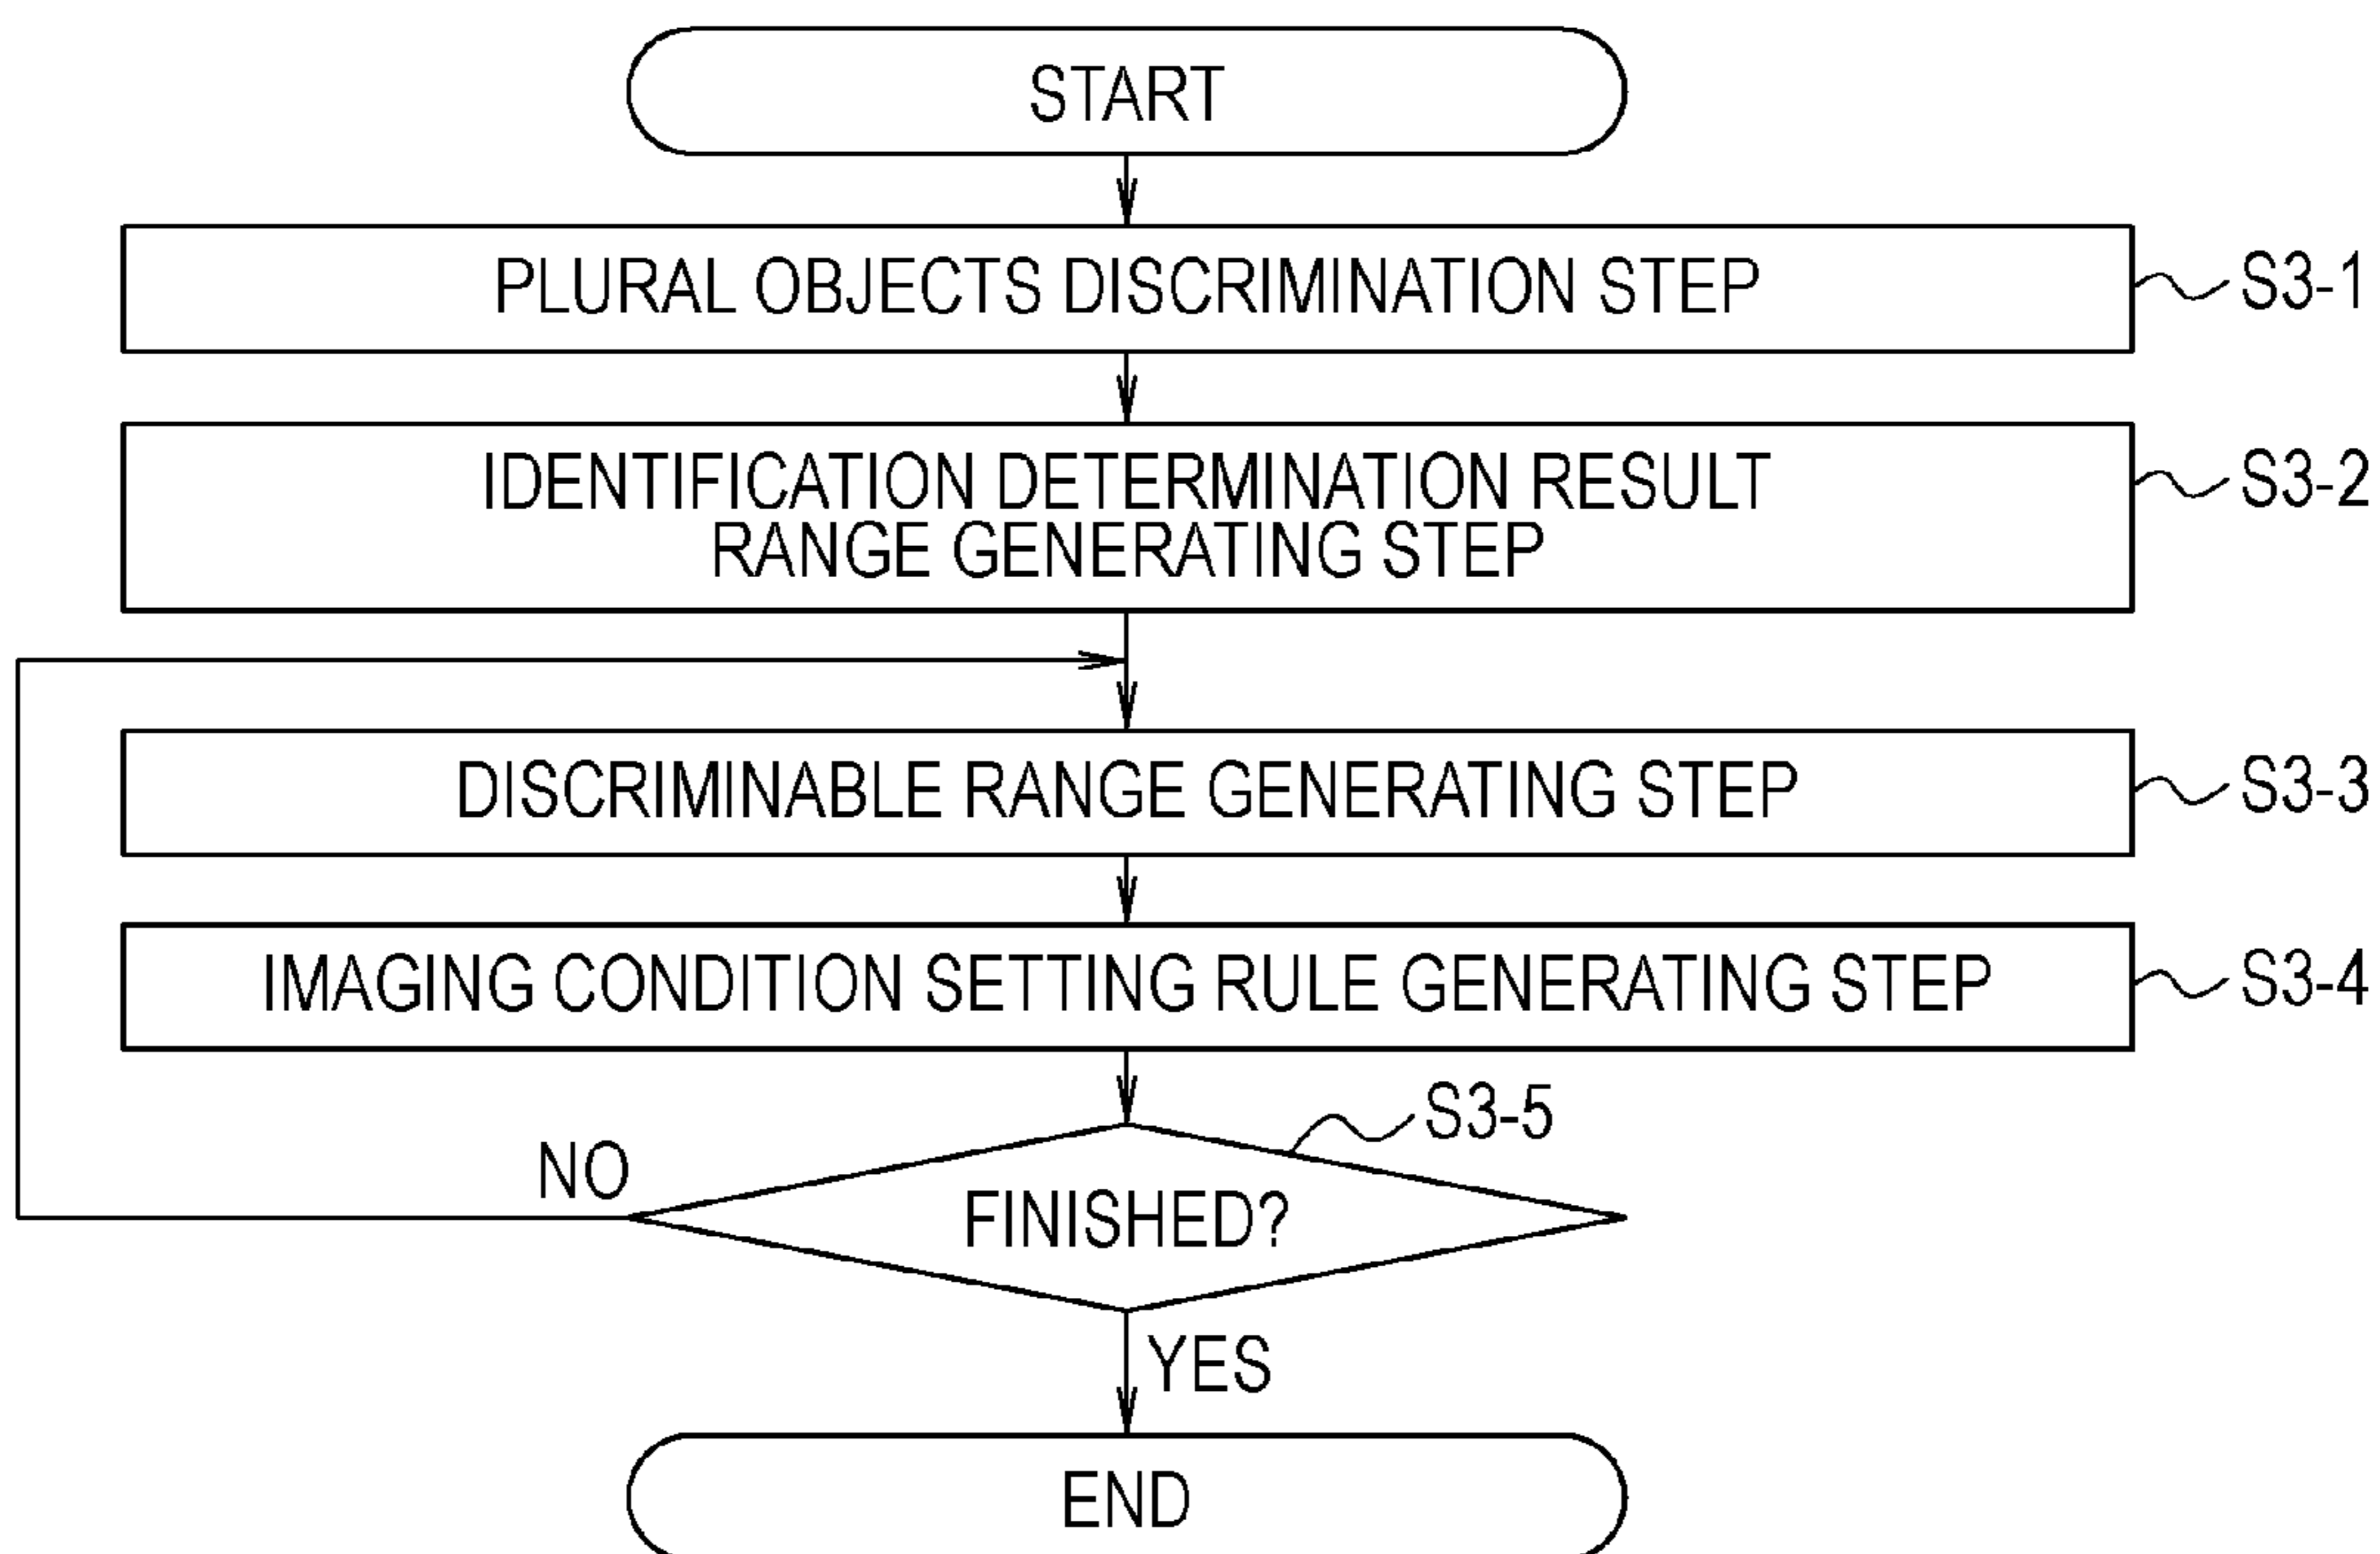 START
PLURAL OBJECTS DISCRIMINATION STEP
S3-1
IDENTIFICATION DETERMINATION RESULT
RANGE GENERATING STEP
S3-2
DISCRIMINABLE RANGE GENERATING STEP
S3-3
IMAGING CONDITION SETTING RULE GENERATING STEP
S3-4
S3-5
NO
FINISHED?
YES
END